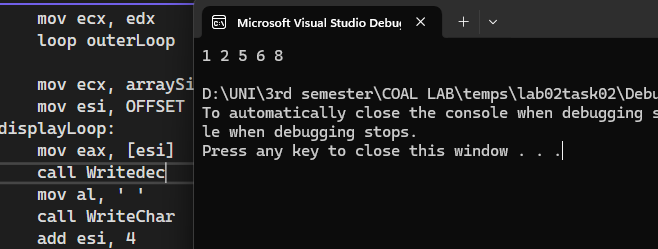 mov ecx, edx
loop outerLoop
mov ecx, arraySi
mov esi, OFFSET
displayLoop:
mov eax, [esi]
call Writedec
mov al, ' '
call WriteChar
add esi, 4
Microsoft Visual Studio Debug
1 2 5 6 8
D:\UNI\3rd semester\COAL LAB\temps\lab02task02\Debu
To automatically close the console when debugging s
le when debugging stops.
Press any key to close this window . . .